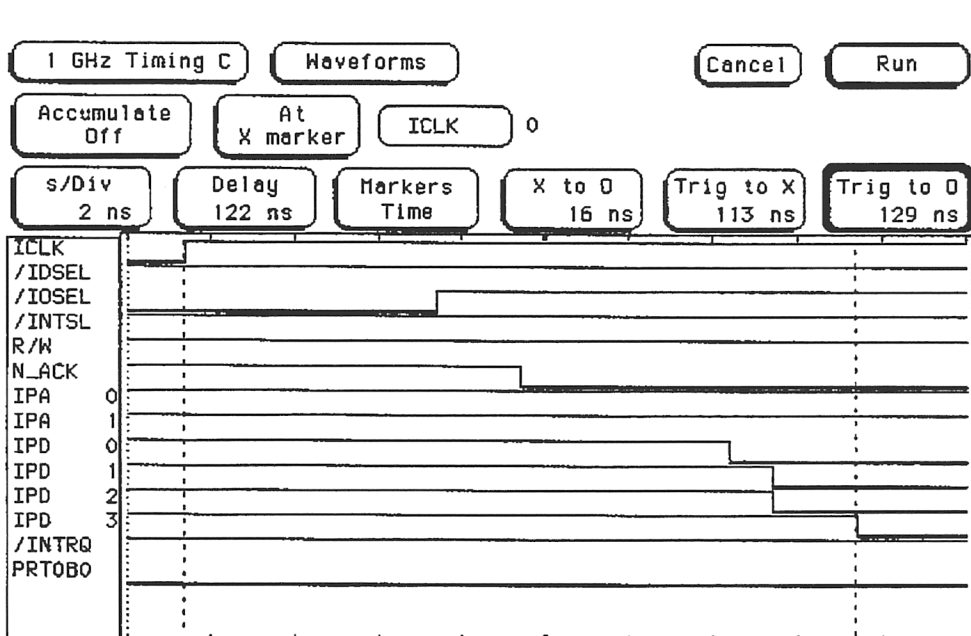 1 GHz Timing C Waveforms Cancel Run
Accumulate Off At X marker ICLK 0
s/Div 2 ns Delay 122 ns Markers Time X to O 16 ns Trig to X 113 ns Trig to O 129 ns
ICLK
/IDSEL
/IOSEL
/INTSL
R/W
N_ACK
IPA 0
IPA 1
IPD 0
IPD 1
IPD 2
IPD 3
/INTRQ
PRTOBO